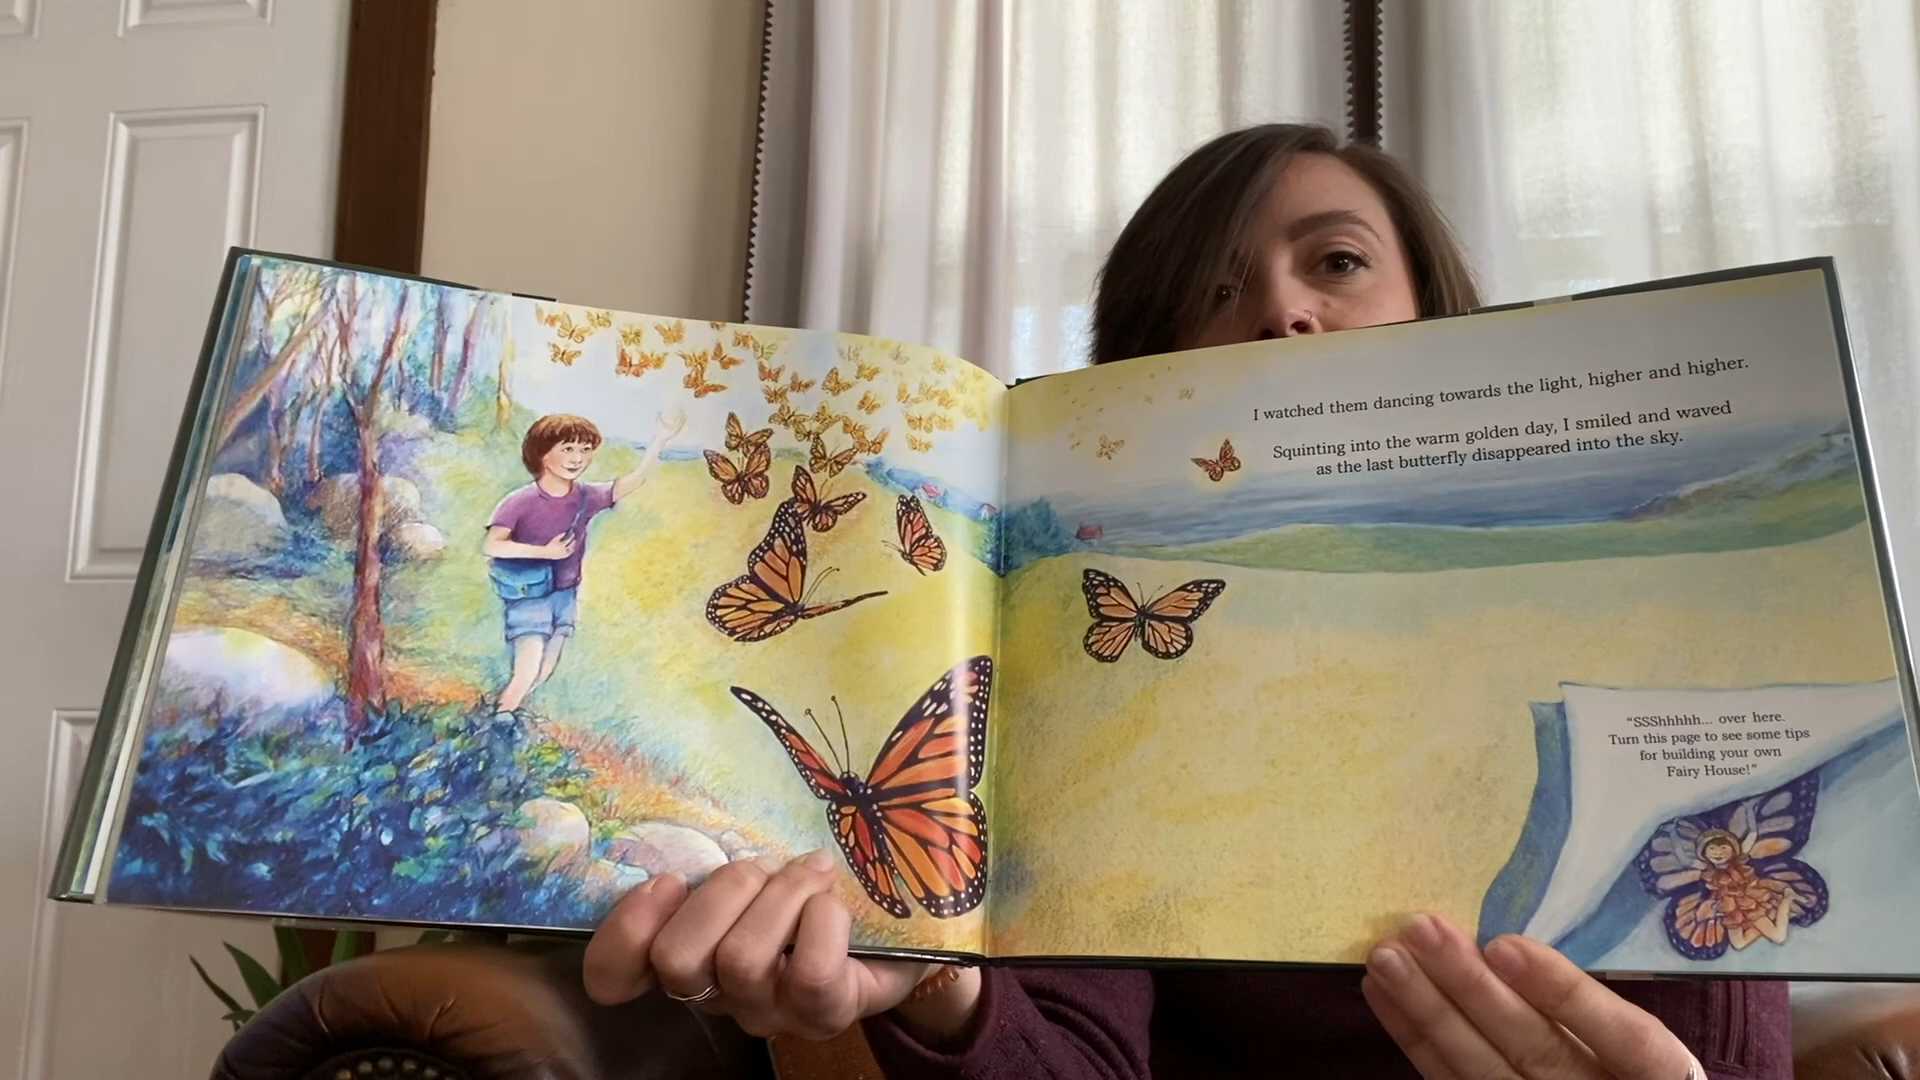 I watched them dancing towards the light, higher and higher.
Squinting into the warm golden day, I smiled and waved
as the last butterfly disappeared into the sky.
“SSShhhhh... over here.
Turn this page to see some tips
for building your own
Fairy House!”